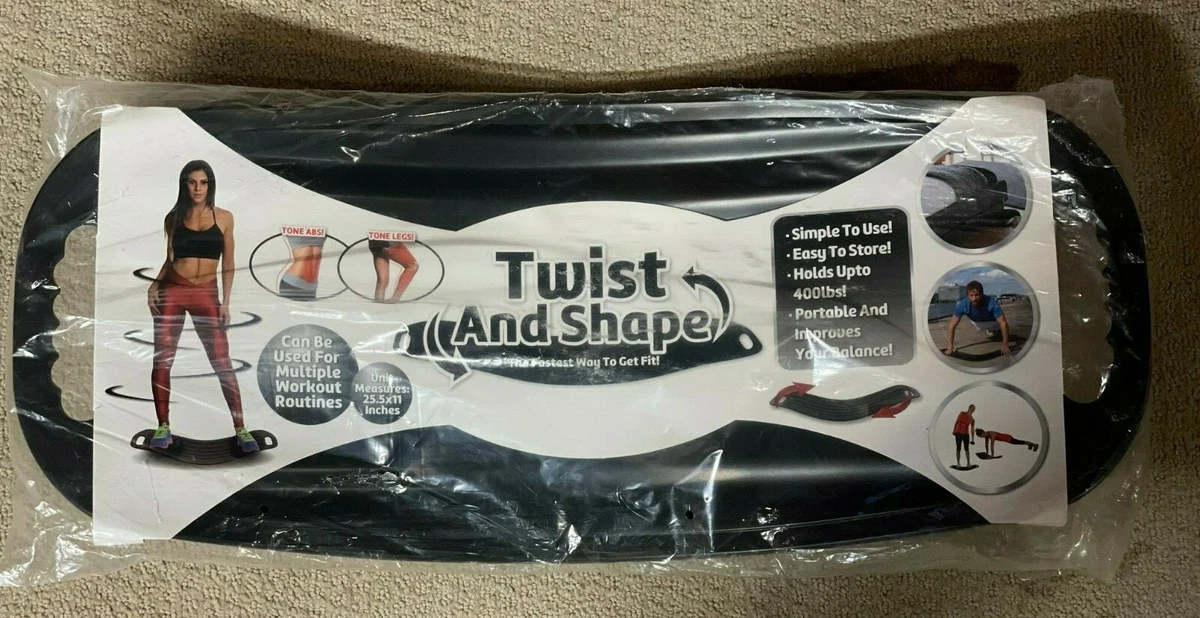 TONE ABS!
TONE LEGS!
Twist
And Shape
The Fastest Way To Get Fit!
Can Be
Used For
Multiple
Workout
Routines
Unit
Measures:
25.5x11
Inches
· Simple To Use!
· Easy To Store!
· Holds Upto
400lbs!
· Portable And
Improves
Your Balance!